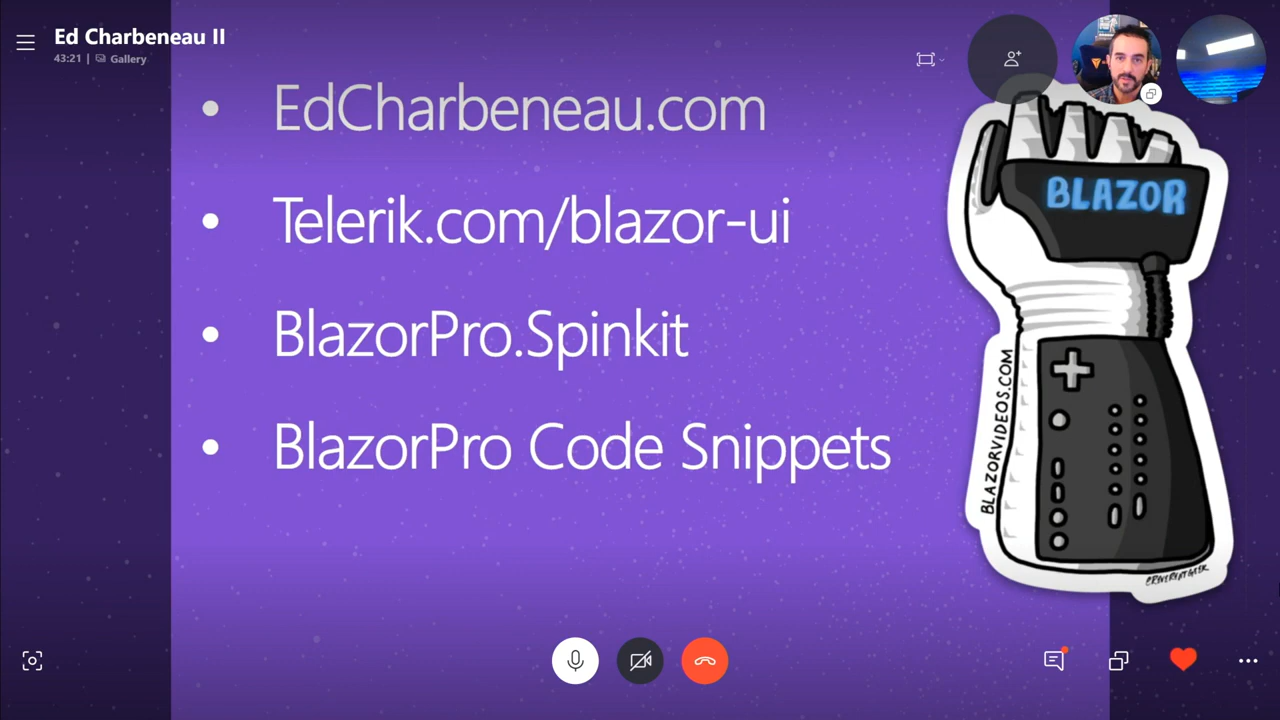 Ed Charbeneau II
43:21 | Gallery
• EdCharbeneau.com
• Telerik.com/blazor-ui
• BlazorPro.Spinkit
• BlazorPro Code Snippets
BLAZOR
BLAZORVIDEOS.COM